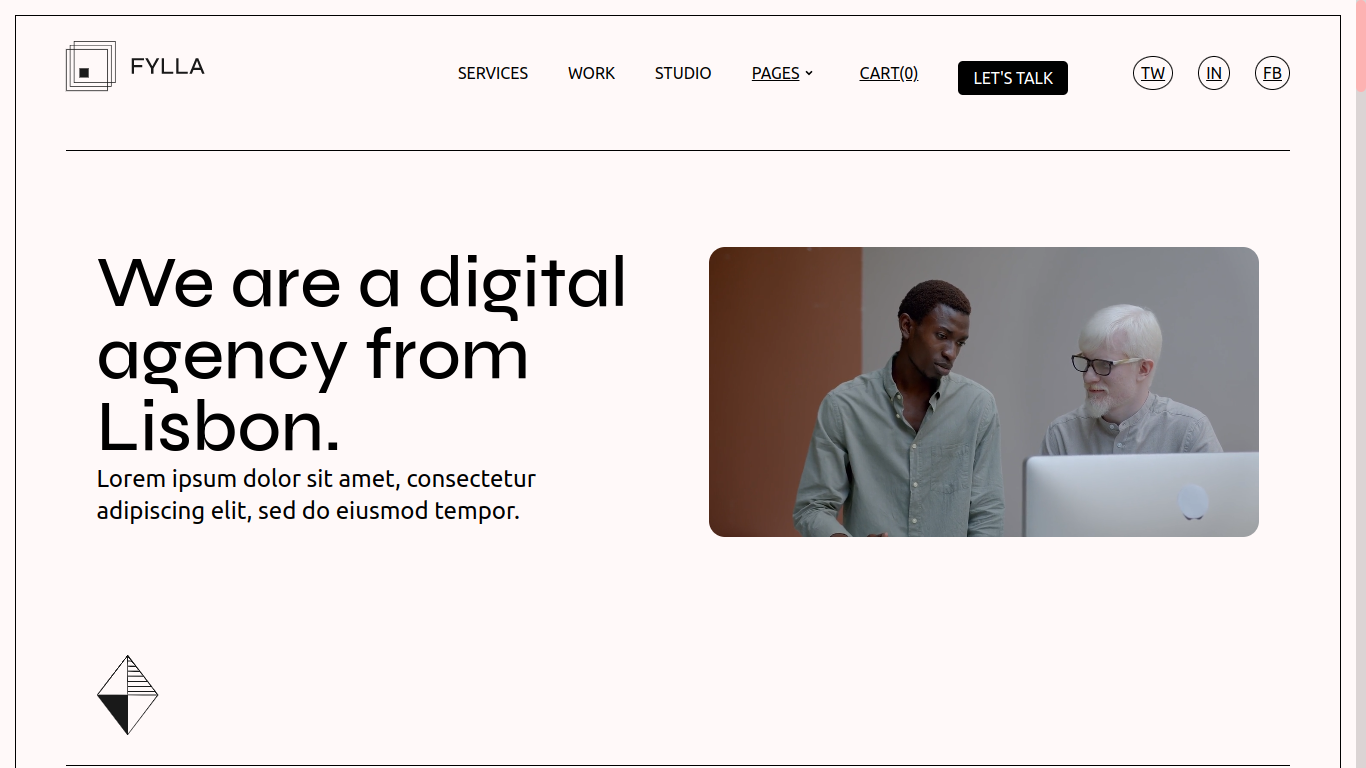 FYLLA
SERVICES WORK STUDIO PAGES CART(0) LET'S TALK TW IN FB
We are a digital
agency from
Lisbon.
Lorem ipsum dolor sit amet, consectetur
adipiscing elit, sed do eiusmod tempor.